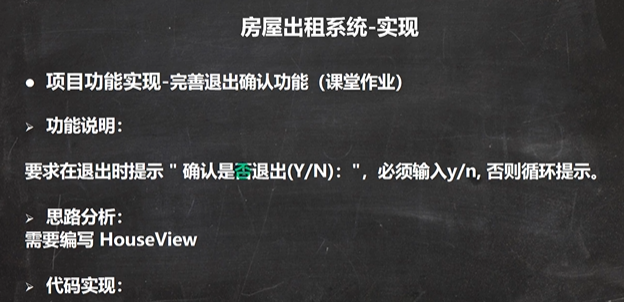 房屋出租系统-实现
● 项目功能实现-完善退出确认功能（课堂作业）
➢ 功能说明：
要求在退出时提示 " 确认是否退出(Y/N)："，必须输入y/n, 否则循环提示。
➢ 思路分析：
需要编写 HouseView
➢ 代码实现：